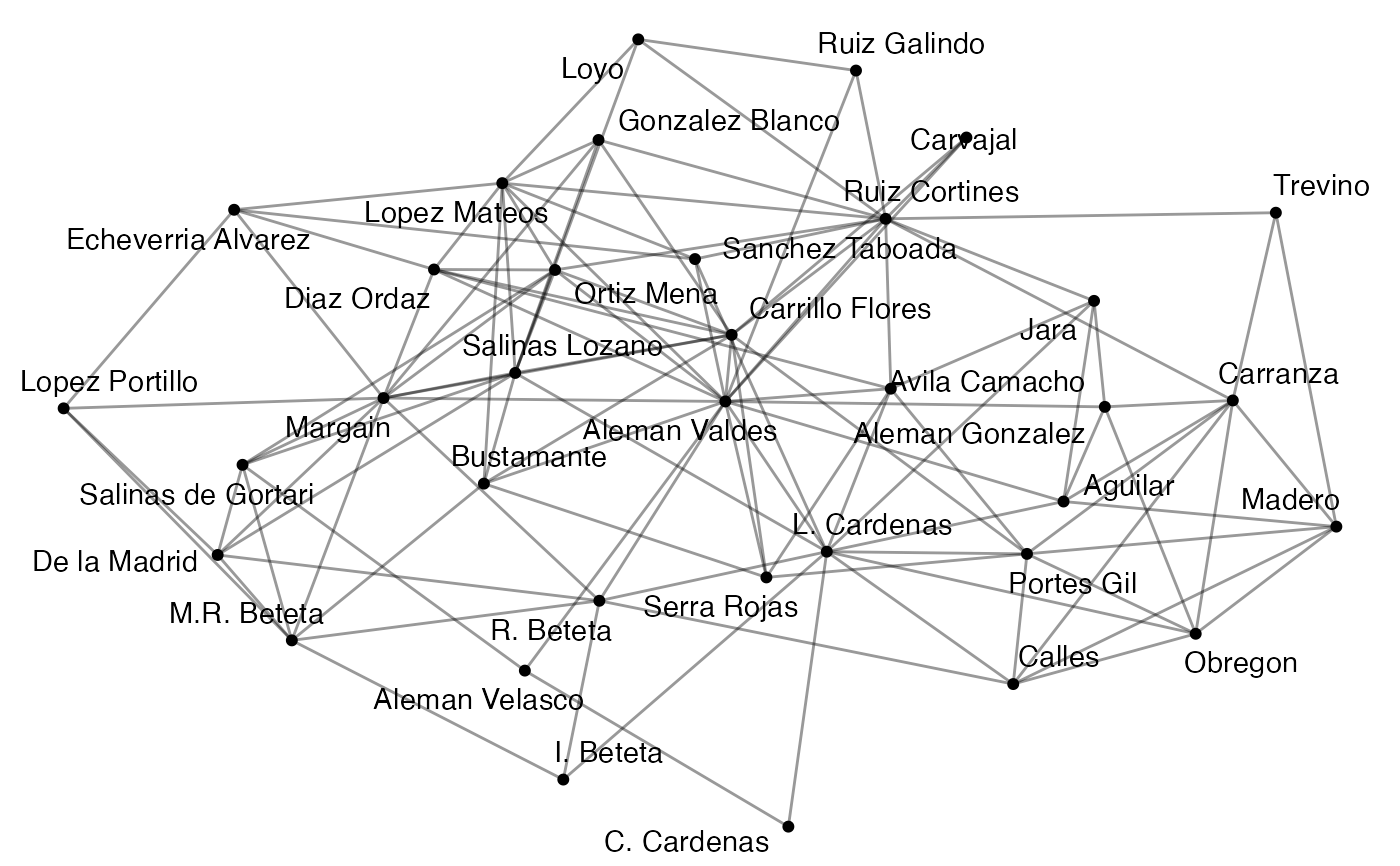 Ruiz Galindo
Loyo
Gonzalez Blanco
Carvajal
Trevino
Ruiz Cortines
Lopez Mateos
Echeverria Alvarez
Sanchez Taboada
Diaz Ordaz
Ortiz Mena
Carrillo Flores
Jara
Salinas Lozano
Lopez Portillo
Avila Camacho
Carranza
Margain
Aleman Valdes
Aleman Gonzalez
Bustamante
Salinas de Gortari
Aguilar
Madero
L. Cardenas
De la Madrid
Portes Gil
M.R. Beteta
Serra Rojas
R. Beteta
Calles
Obregon
Aleman Velasco
I. Beteta
C. Cardenas